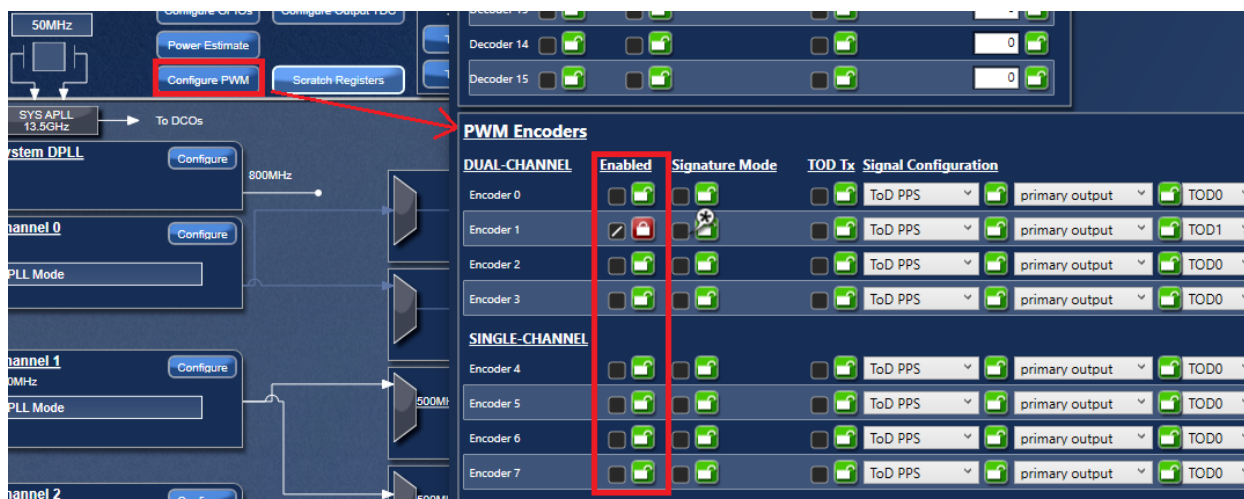 50MHz
Configure GPIOs
Configure Output TDC
Power Estimate
Configure PWM
Scratch Registers
SYS APLL
13.5GHz
To DCOs
ystem DPLL
Configure
800MHz
hannel 0
Configure
PLL Mode
hannel 1
Configure
0MHz
PLL Mode
500MH
hannel 2
Decoder 14
0
Decoder 15
0
PWM Encoders
DUAL-CHANNEL Enabled Signature Mode TOD Tx Signal Configuration
Encoder 0 ToD PPS primary output TOD0
Encoder 1 ToD PPS primary output TOD1
Encoder 2 ToD PPS primary output TOD0
Encoder 3 ToD PPS primary output TOD0
SINGLE-CHANNEL
Encoder 4 ToD PPS primary output TOD0
Encoder 5 ToD PPS primary output TOD0
Encoder 6 ToD PPS primary output TOD0
Encoder 7 ToD PPS primary output TOD0